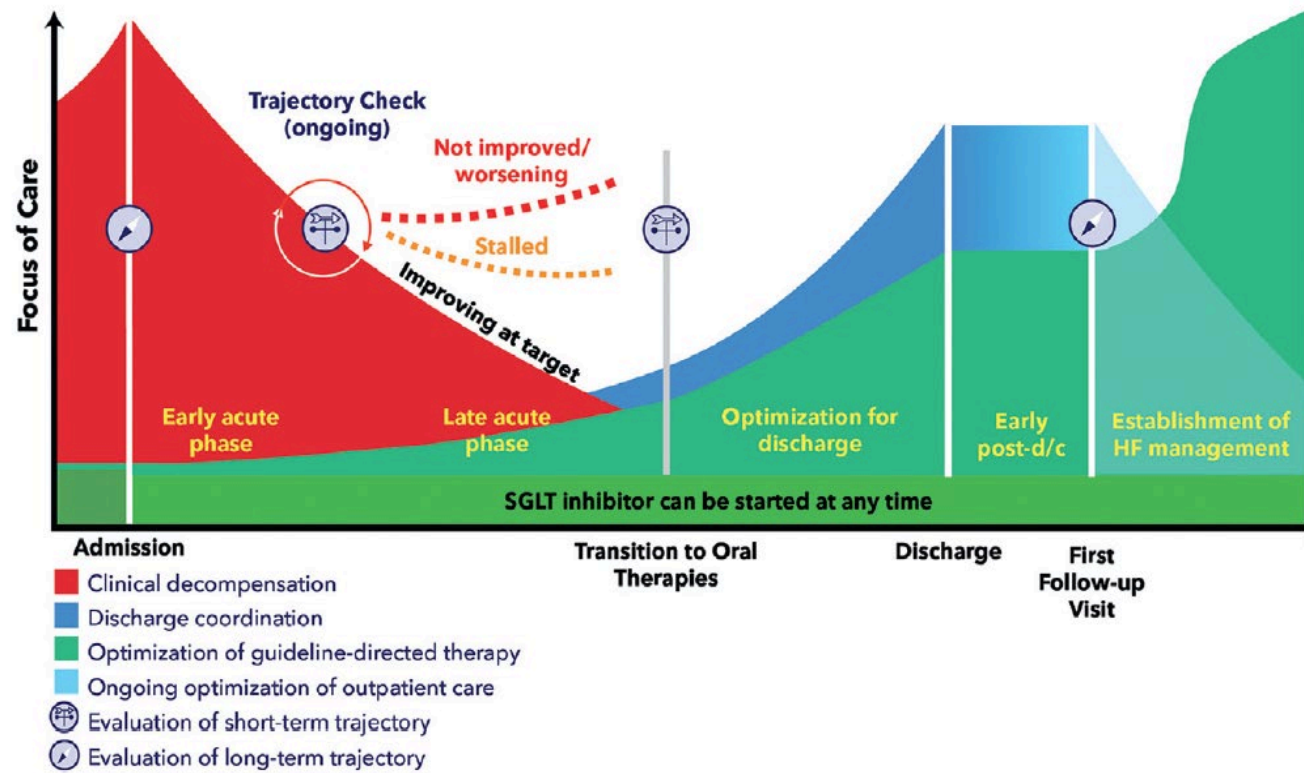 Focus of Care
Trajectory Check
(ongoing)
Not improved/
worsening
Stalled
Improving at target
Early acute
phase
Late acute
phase
Optimization for
discharge
Early
post-d/c
Establishment of
HF management
SGLT inhibitor can be started at any time
Admission
Transition to Oral
Therapies
Discharge
First
Follow-up
Visit
Clinical decompensation
Discharge coordination
Optimization of guideline-directed therapy
Ongoing optimization of outpatient care
Evaluation of short-term trajectory
Evaluation of long-term trajectory